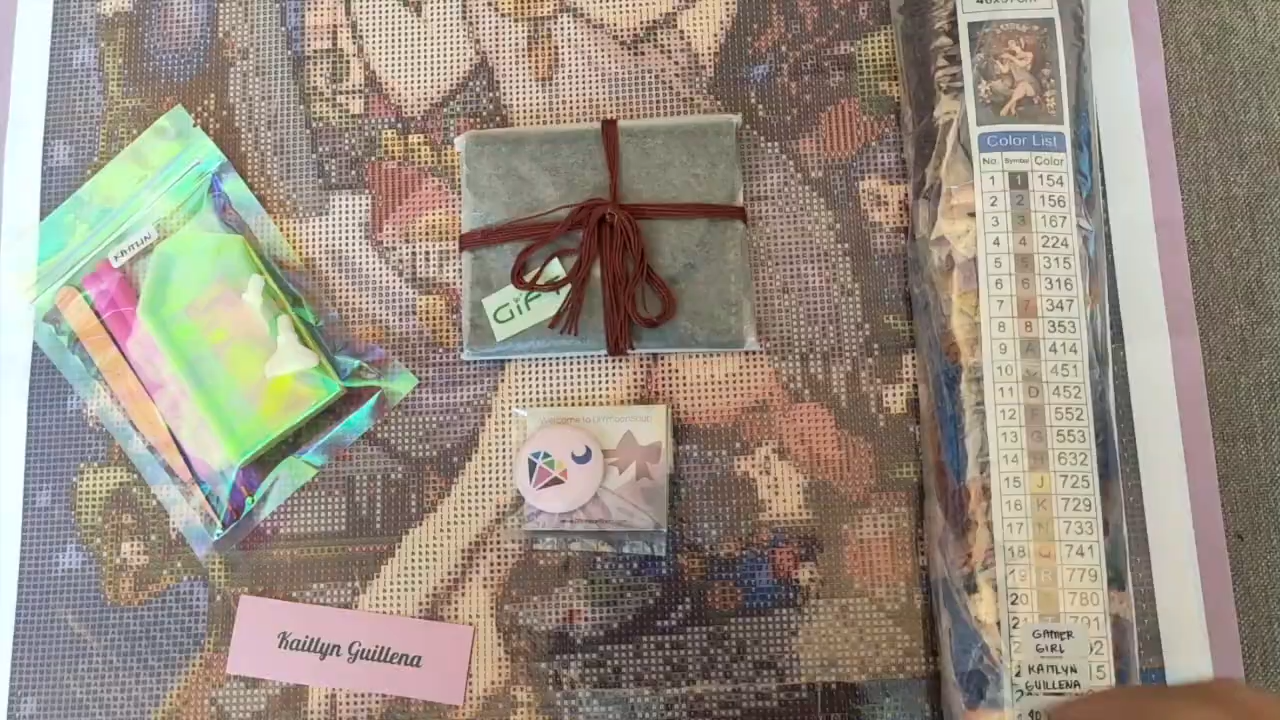 KAITLYN
GiFT
Welcome to
Kaitlyn Guillena
Color List
No. Symbol Color
1 1 154
2 2 156
3 3 167
4 4 224
5 5 315
6 6 316
7 7 347
8 8 353
9 A 414
10 451
11 D 452
12 F 552
13 G 553
14 H 632
15 J 725
16 K 729
17 N 733
18 Q 741
19 R 779
20 780
GAMER
GIRL
KAITLYN
GUILLENA